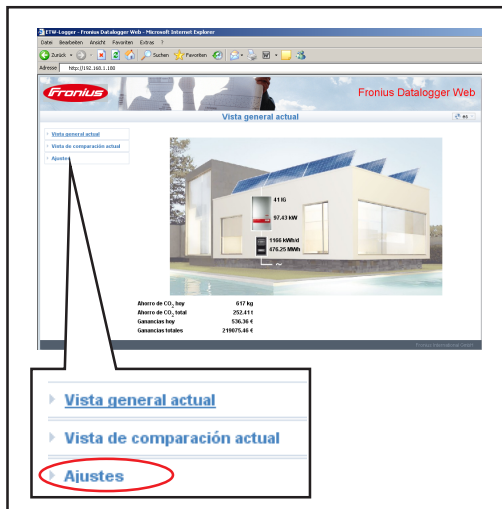 ETW-Logger - Fronius Datalogger Web - Microsoft Internet Explorer
Datei Bearbeiten Ansicht Favoriten Extras ?
Zurück Suchen Favoriten
Adresse http://192.168.1.180
Fronius
Fronius Datalogger Web
Vista general actual
es
Vista general actual
Vista de comparación actual
Ajustes
41 IG
97.43 kW
1166 kWh/d
476.25 MWh
Ahorro de CO2 hoy 617 kg
Ahorro de CO2 total 252.41 t
Ganancias hoy 536.36 €
Ganancias totales 219075.46 €
Fronius International GmbH
Vista general actual
Vista de comparación actual
Ajustes